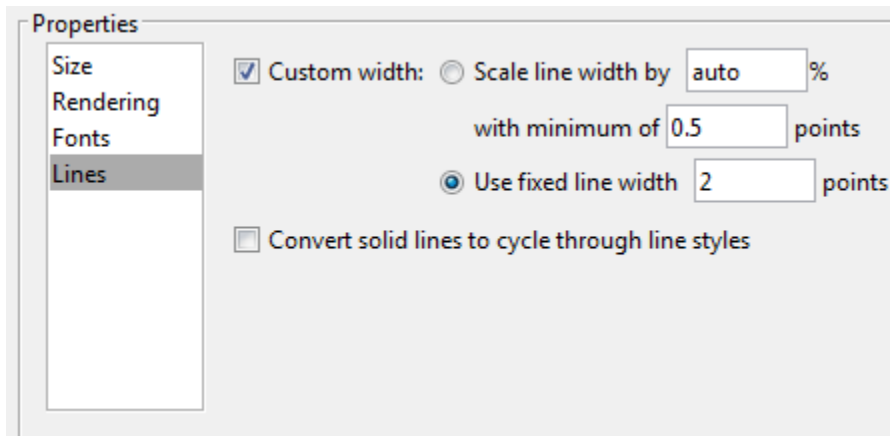 Properties
Size
Rendering
Fonts
Lines
Custom width: Scale line width by auto %
with minimum of 0.5 points
Use fixed line width 2 points
Convert solid lines to cycle through line styles